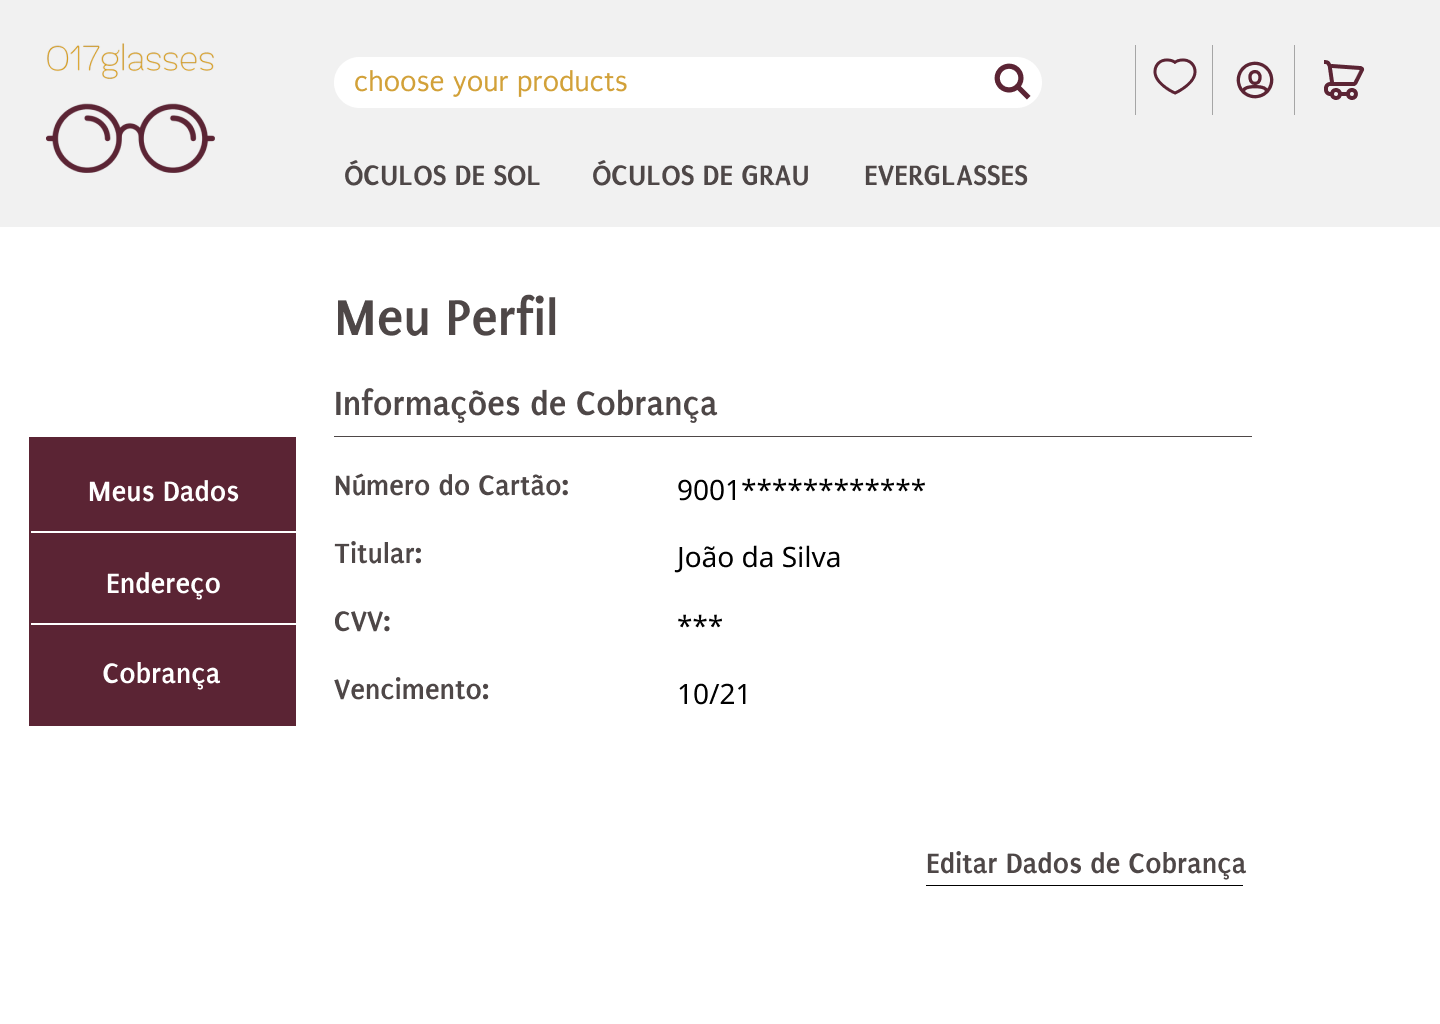 017glasses
choose your products
ÓCULOS DE SOL ÓCULOS DE GRAU EVERGLASSES
Meu Perfil
Informações de Cobrança
Meus Dados
Endereço
Cobrança
Número do Cartão: 9001************
Titular: João da Silva
CVV: ***
Vencimento: 10/21
Editar Dados de Cobrança